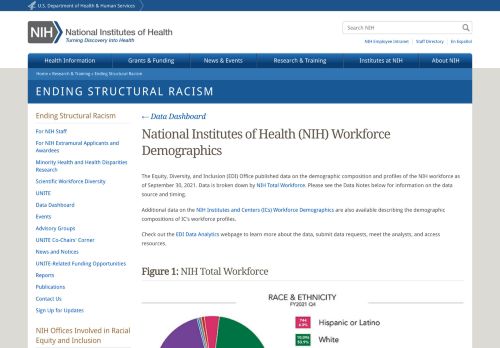 U.S. Department of Health & Human Services
NIH National Institutes of Health
Turning Discovery Into Health
Search NIH
NIH Employee Intranet Staff Directory En Español
Health Information Grants & Funding News & Events Research & Training Institutes at NIH About NIH
Home » Research & Training » Ending Structural Racism
ENDING STRUCTURAL RACISM
Ending Structural Racism
For NIH Staff
For NIH Extramural Applicants and
Awardees
Minority Health and Health Disparities
Research
Scientific Workforce Diversity
UNITE
Data Dashboard
Events
Advisory Groups
UNITE Co-Chairs' Corner
News and Notices
UNITE-Related Funding Opportunities
Reports
Publications
Contact Us
Sign Up for Updates
NIH Offices Involved in Racial
Equity and Inclusion
← Data Dashboard
National Institutes of Health (NIH) Workforce
Demographics
The Equity, Diversity, and Inclusion (EDI) Office published data on the demographic composition and profiles of the NIH workforce as
of September 30, 2021. Data is broken down by NIH Total Workforce. Please see the Data Notes below for information on the data
source and timing.
Additional data on the NIH Institutes and Centers (ICs) Workforce Demographics are also available describing the demographic
compositions of IC's workforce profiles.
Check out the EDI Data Analytics webpage to learn more about the data, submit data requests, meet the analysts, and access
resources.
Figure 1: NIH Total Workforce
RACE & ETHNICITY
FY2021 Q4
744
Hispanic or Latino
White